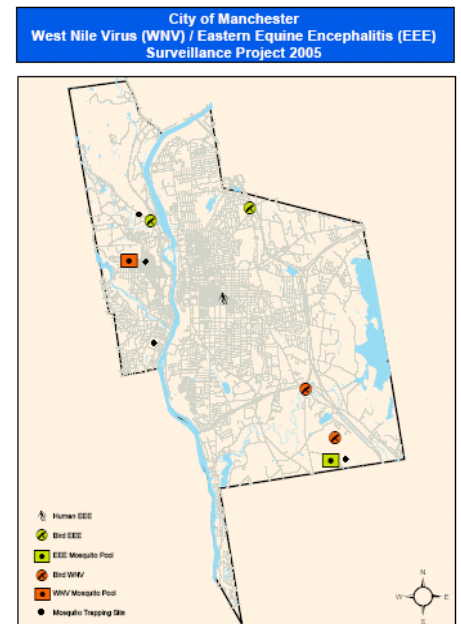 City of Manchester
West Nile Virus (WNV) / Eastern Equine Encephalitis (EEE)
Surveillance Project 2005
Human EEE
Bird EEE
EEE Mosquito Pool
Bird WNV
WNV Mosquito Pool
Mosquito Trapping Site
N
W
E
S